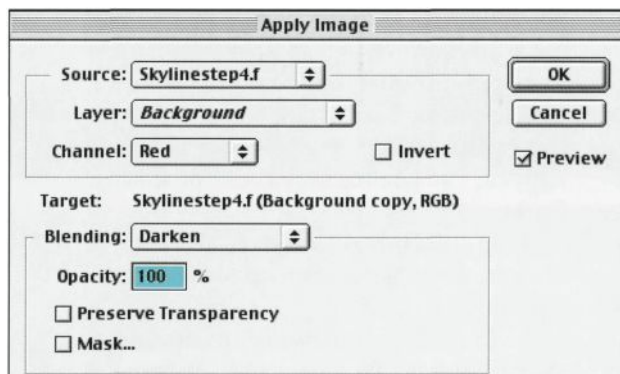 Apply Image
Source: Skylinestep4.f
OK
Layer: Background
Cancel
Channel: Red
Invert
Preview
Target: Skylinestep4.f (Background copy, RGB)
Blending: Darken
Opacity: 100 %
Preserve Transparency
Mask...